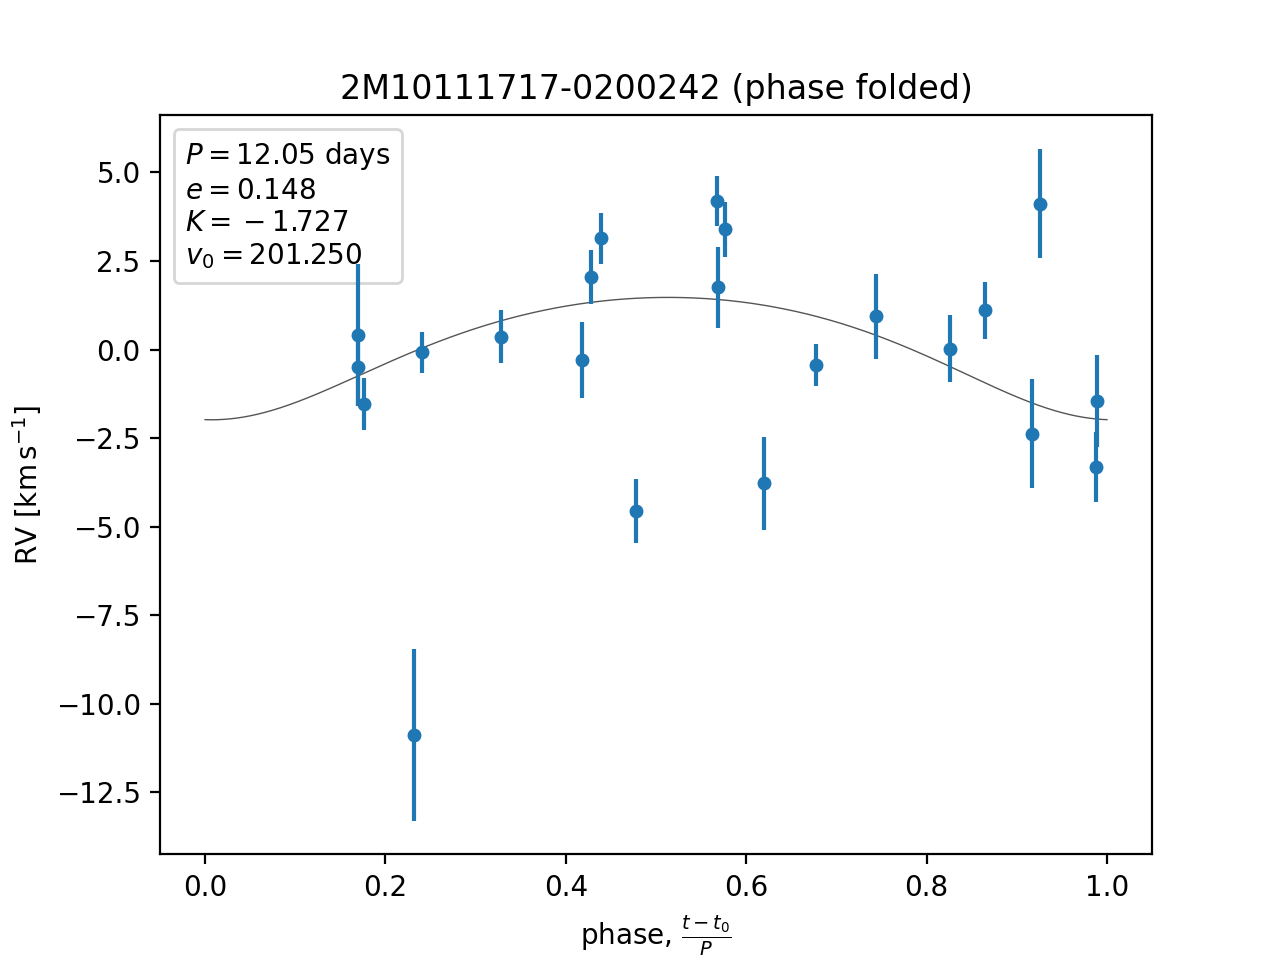 2M10111717-0200242 (phase folded)
P = 12.05 days
e = 0.148
K = −1.727
v₀ = 201.250
5.0
2.5
0.0
−2.5
−5.0
−7.5
−10.0
−12.5
RV [km s⁻¹]
0.0 0.2 0.4 0.6 0.8 1.0
phase, (t − t₀)/P